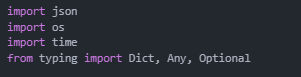 import json
import os
import time
from typing import Dict, Any, Optional